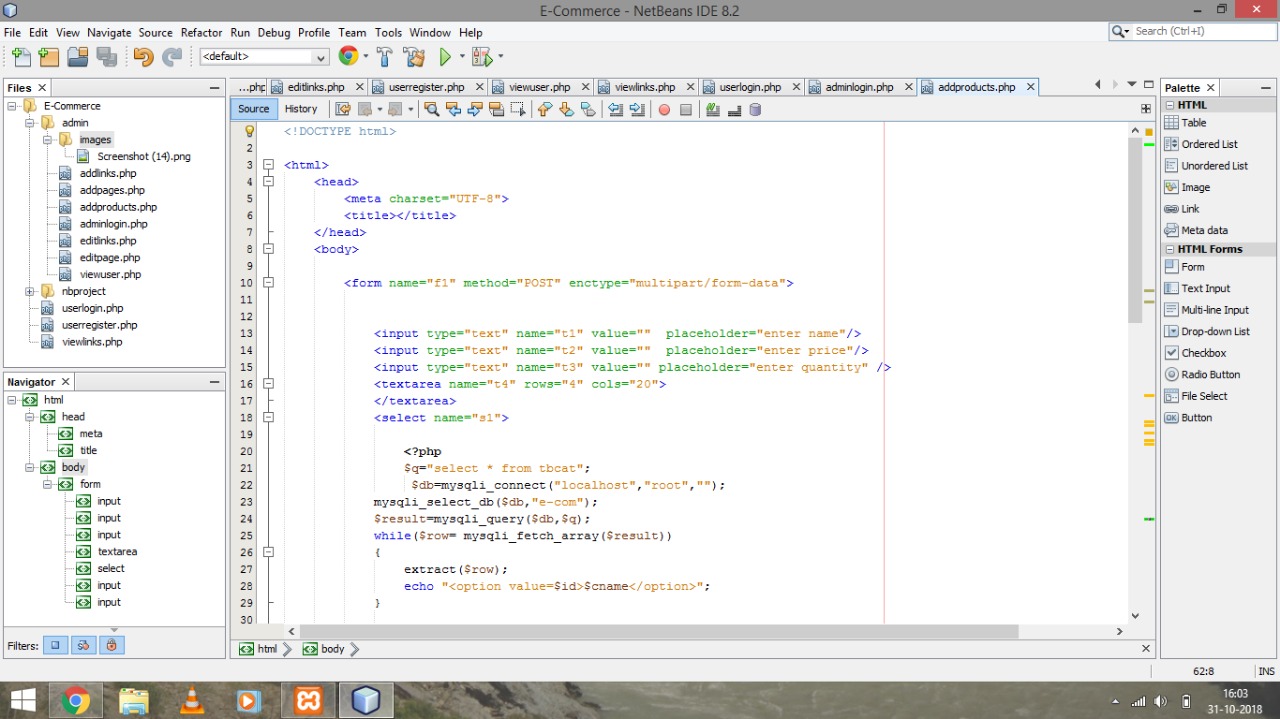 E-Commerce - NetBeans IDE 8.2
File Edit View Navigate Source Refactor Run Debug Profile Team Tools Window Help
Search (Ctrl+I)
<default>
Files
E-Commerce
admin
images
Screenshot (14).png
addlinks.php
addpages.php
addproducts.php
adminlogin.php
editlinks.php
editpage.php
viewuser.php
nbproject
userlogin.php
userregister.php
viewlinks.php
Navigator
html
head
meta
title
body
form
input
input
input
textarea
select
input
input
Filters:
...php editlinks.php userregister.php viewuser.php viewlinks.php userlogin.php adminlogin.php addproducts.php
Source History
<!DOCTYPE html>
2
3 <html>
4 <head>
5 <meta charset="UTF-8">
6 <title></title>
7 </head>
8 <body>
9
10 <form name="f1" method="POST" enctype="multipart/form-data">
11
12
13 <input type="text" name="t1" value=""  placeholder="enter name"/>
14 <input type="text" name="t2" value=""  placeholder="enter price"/>
15 <input type="text" name="t3" value="" placeholder="enter quantity" />
16 <textarea name="t4" rows="4" cols="20">
17 </textarea>
18 <select name="s1">
19
20 <?php
21 $q="select * from tbcat";
22 $db=mysqli_connect("localhost","root","");
23 mysqli_select_db($db,"e-com");
24 $result=mysqli_query($db,$q);
25 while($row= mysqli_fetch_array($result))
26 {
27 extract($row);
28 echo "<option value=$id>$cname</option>";
29 }
30
html body
Palette
HTML
Table
Ordered List
Unordered List
Image
Link
Meta data
HTML Forms
Form
Text Input
Multi-line Input
Drop-down List
Checkbox
Radio Button
File Select
Button
62:8 INS
16:03
31-10-2018